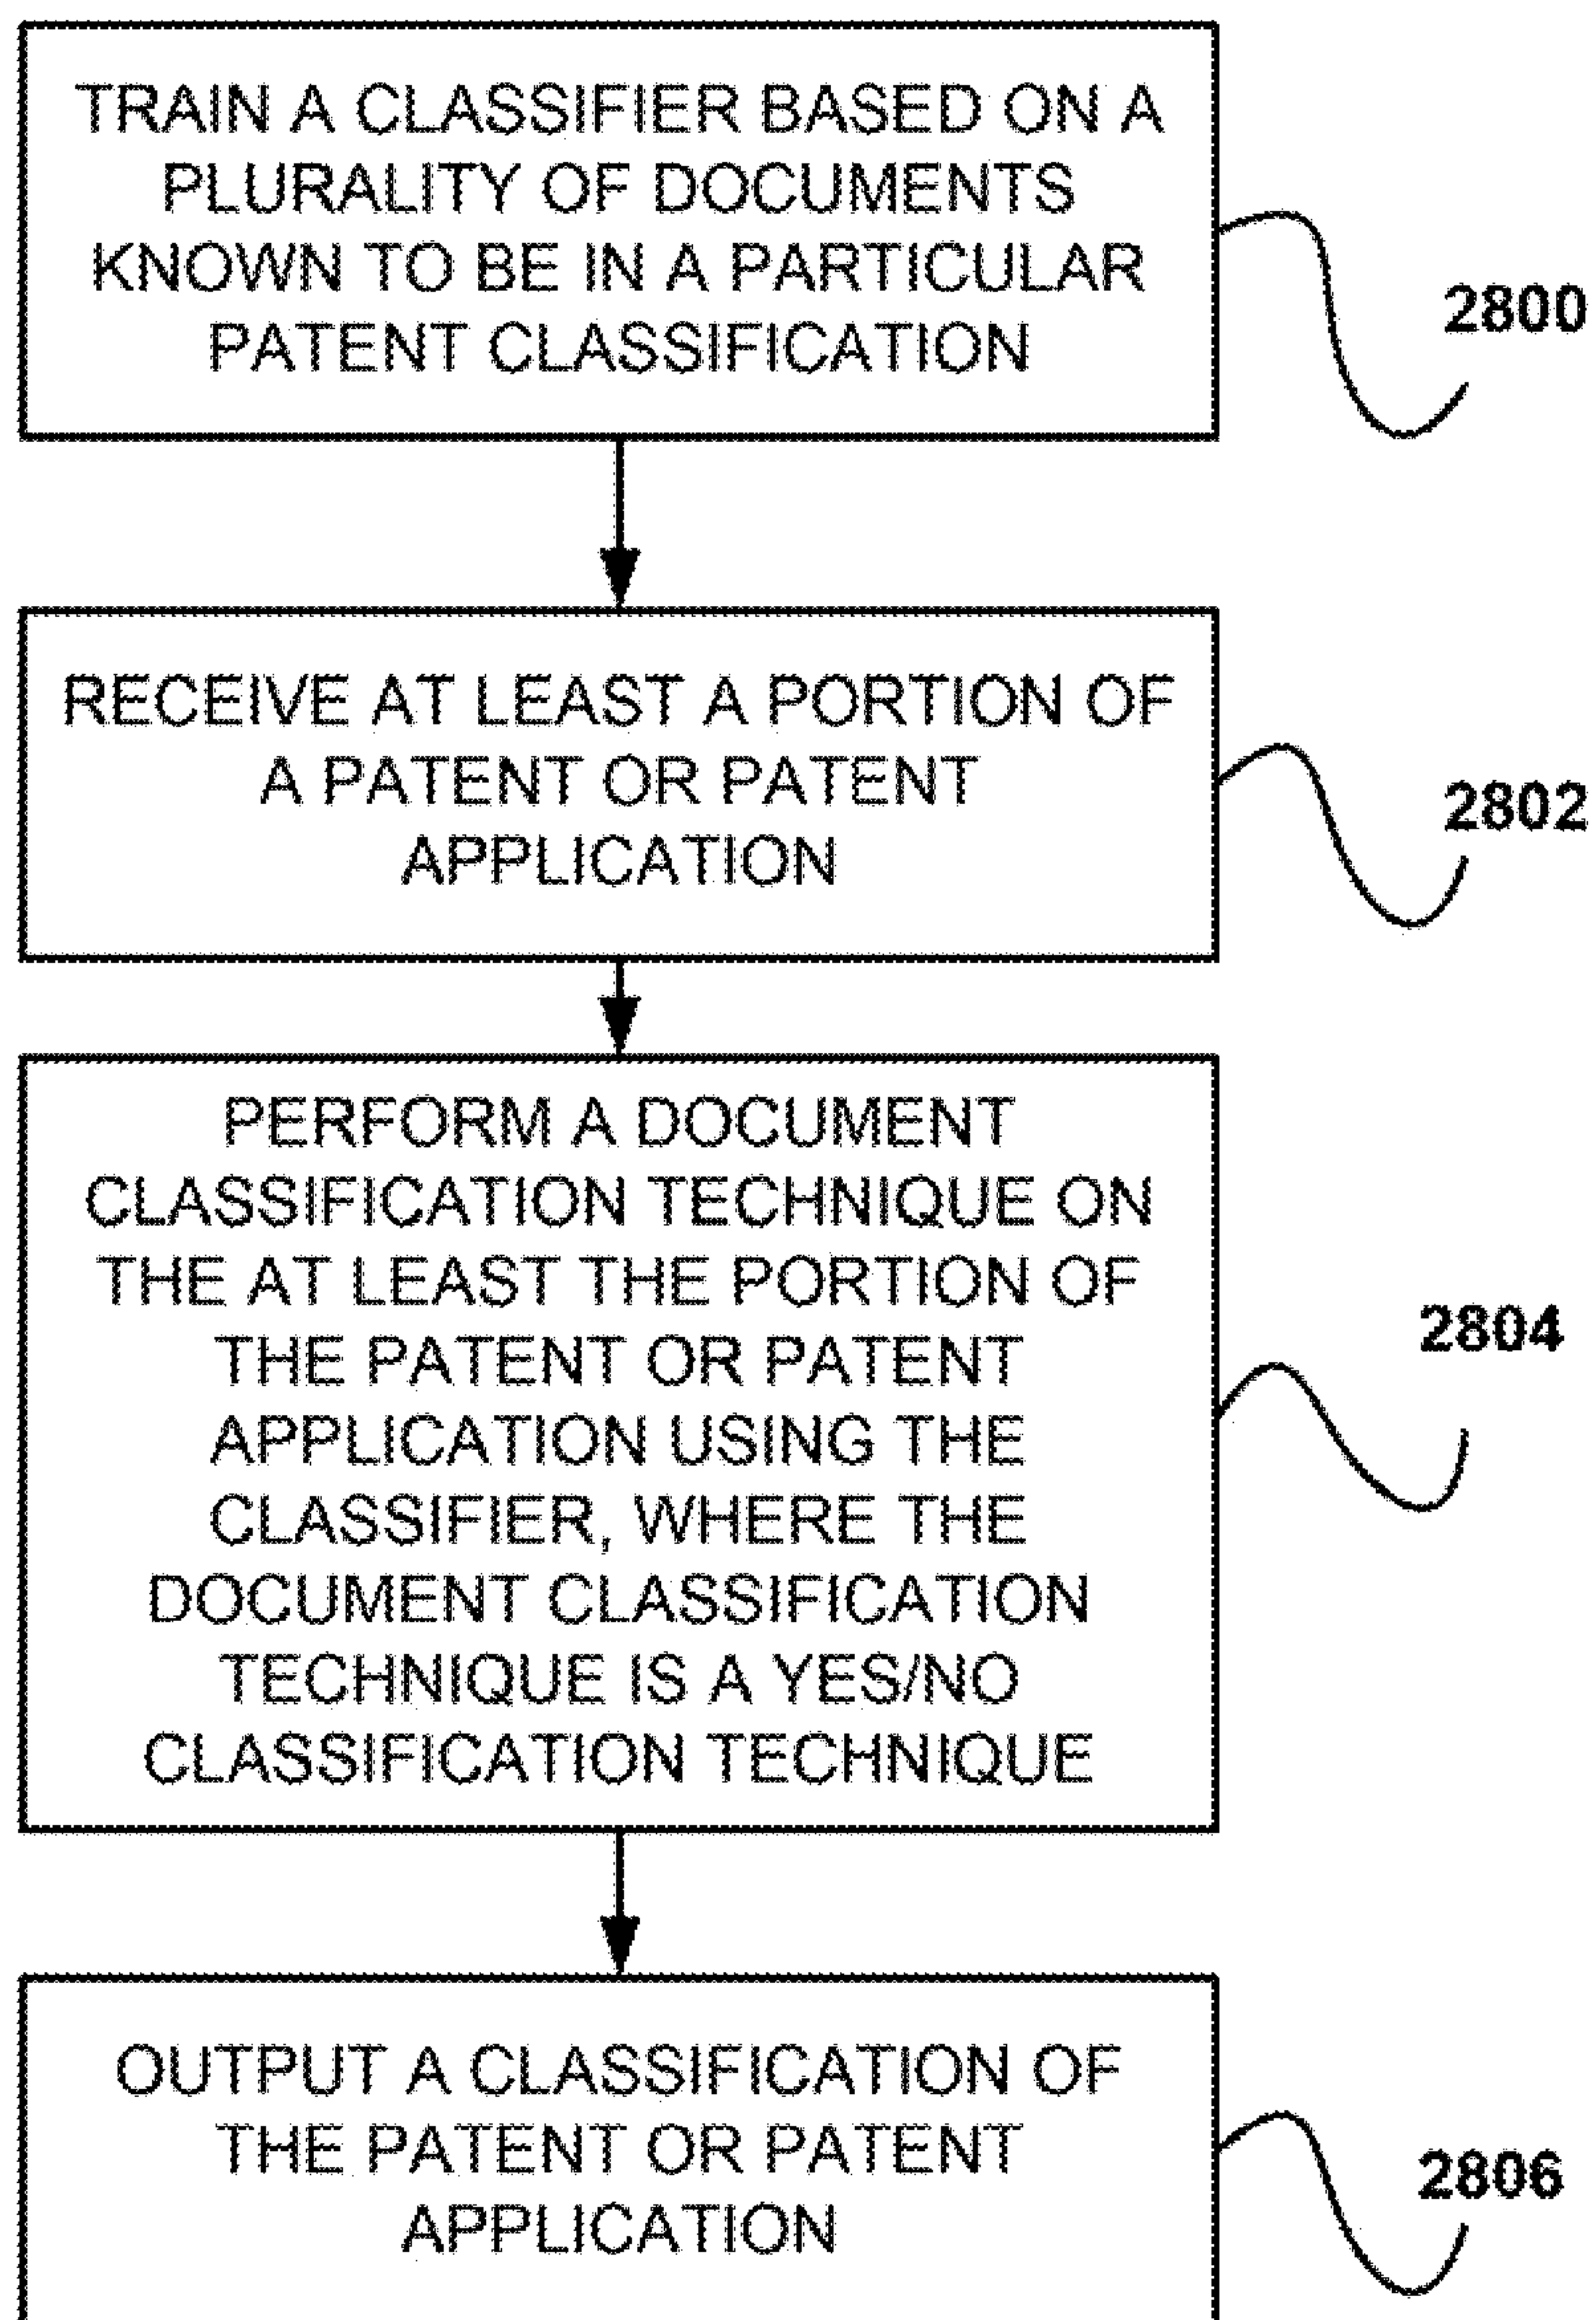 TRAIN A CLASSIFIER BASED ON A
PLURALITY OF DOCUMENTS
KNOWN TO BE IN A PARTICULAR
PATENT CLASSIFICATION
2800
RECEIVE AT LEAST A PORTION OF
A PATENT OR PATENT
APPLICATION
2802
PERFORM A DOCUMENT
CLASSIFICATION TECHNIQUE ON
THE AT LEAST THE PORTION OF
THE PATENT OR PATENT
APPLICATION USING THE
CLASSIFIER, WHERE THE
DOCUMENT CLASSIFICATION
TECHNIQUE IS A YES/NO
CLASSIFICATION TECHNIQUE
2804
OUTPUT A CLASSIFICATION OF
THE PATENT OR PATENT
APPLICATION
2806